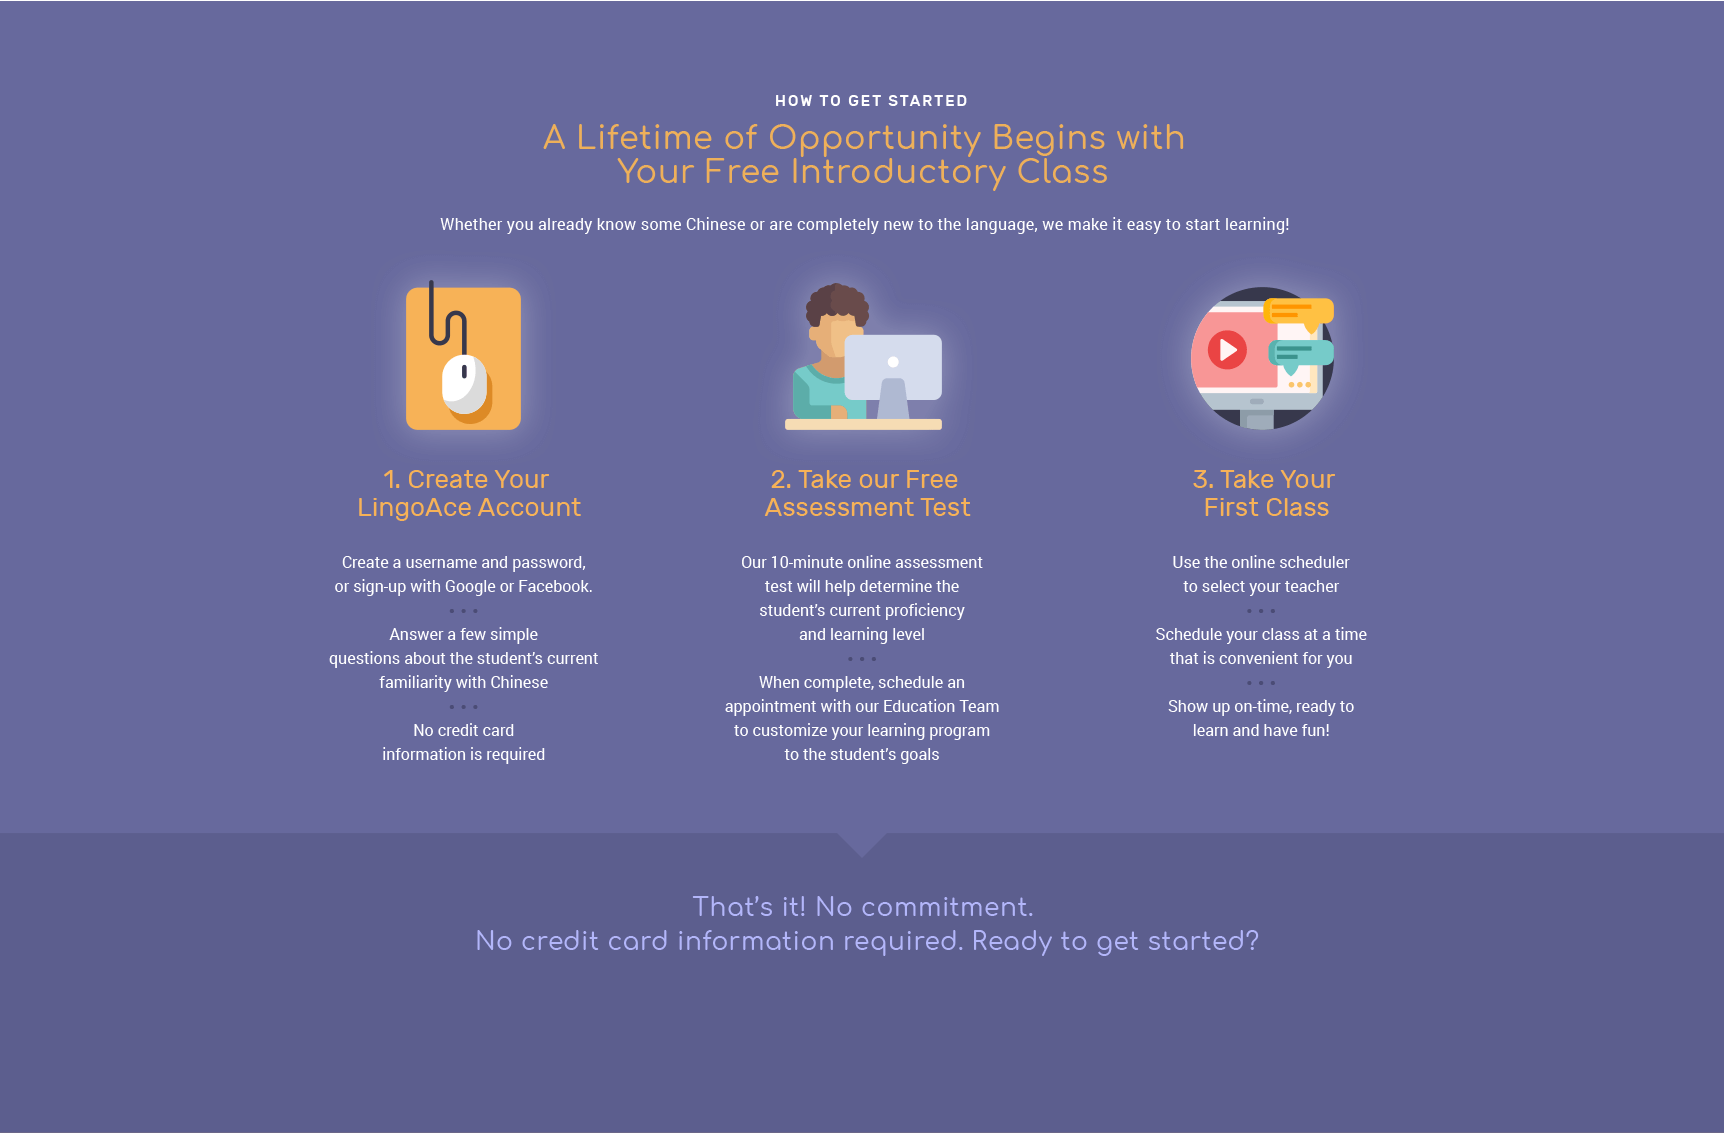 HOW TO GET STARTED
A Lifetime of Opportunity Begins with
Your Free Introductory Class
Whether you already know some Chinese or are completely new to the language, we make it easy to start learning!
1. Create Your
LingoAce Account
Create a username and password,
or sign-up with Google or Facebook.
Answer a few simple
questions about the student’s current
familiarity with Chinese
No credit card
information is required
2. Take our Free
Assessment Test
Our 10-minute online assessment
test will help determine the
student’s current proficiency
and learning level
When complete, schedule an
appointment with our Education Team
to customize your learning program
to the student’s goals
3. Take Your
First Class
Use the online scheduler
to select your teacher
Schedule your class at a time
that is convenient for you
Show up on-time, ready to
learn and have fun!
That’s it! No commitment.
No credit card information required. Ready to get started?